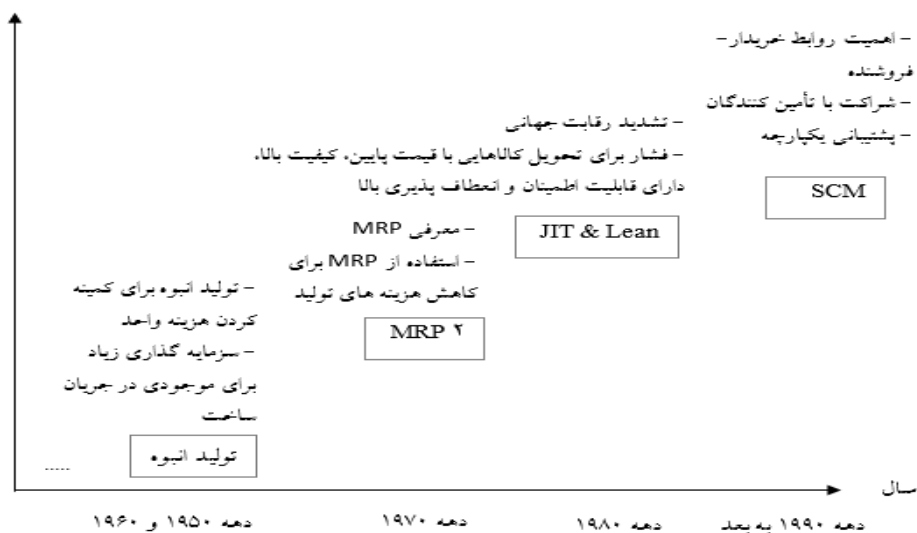 – اهمیت روابط خریدار–
فروشنده
– شراکت با تأمین کنندگان
– پشتیبانی یکپارچه
SCM
– تشدید رقابت جهانی
– فشار برای تحویل کالاهایی با قیمت پایین، کیفیت بالا،
دارای قابلیت اطمینان و انعطاف پذیری بالا
JIT & Lean
– معرفی MRP
– استفاده از MRP برای
کاهش هزینه های تولید
MRP ۲
– تولید انبوه برای کمینه
کردن هزینه واحد
– سرمایه گذاری زیاد
برای موجودی در جریان
ساخت
تولید انبوه
.....
سال
دهه ۱۹۵۰ و ۱۹۶۰
دهه ۱۹۷۰
دهه ۱۹۸۰
دهه ۱۹۹۰ به بعد